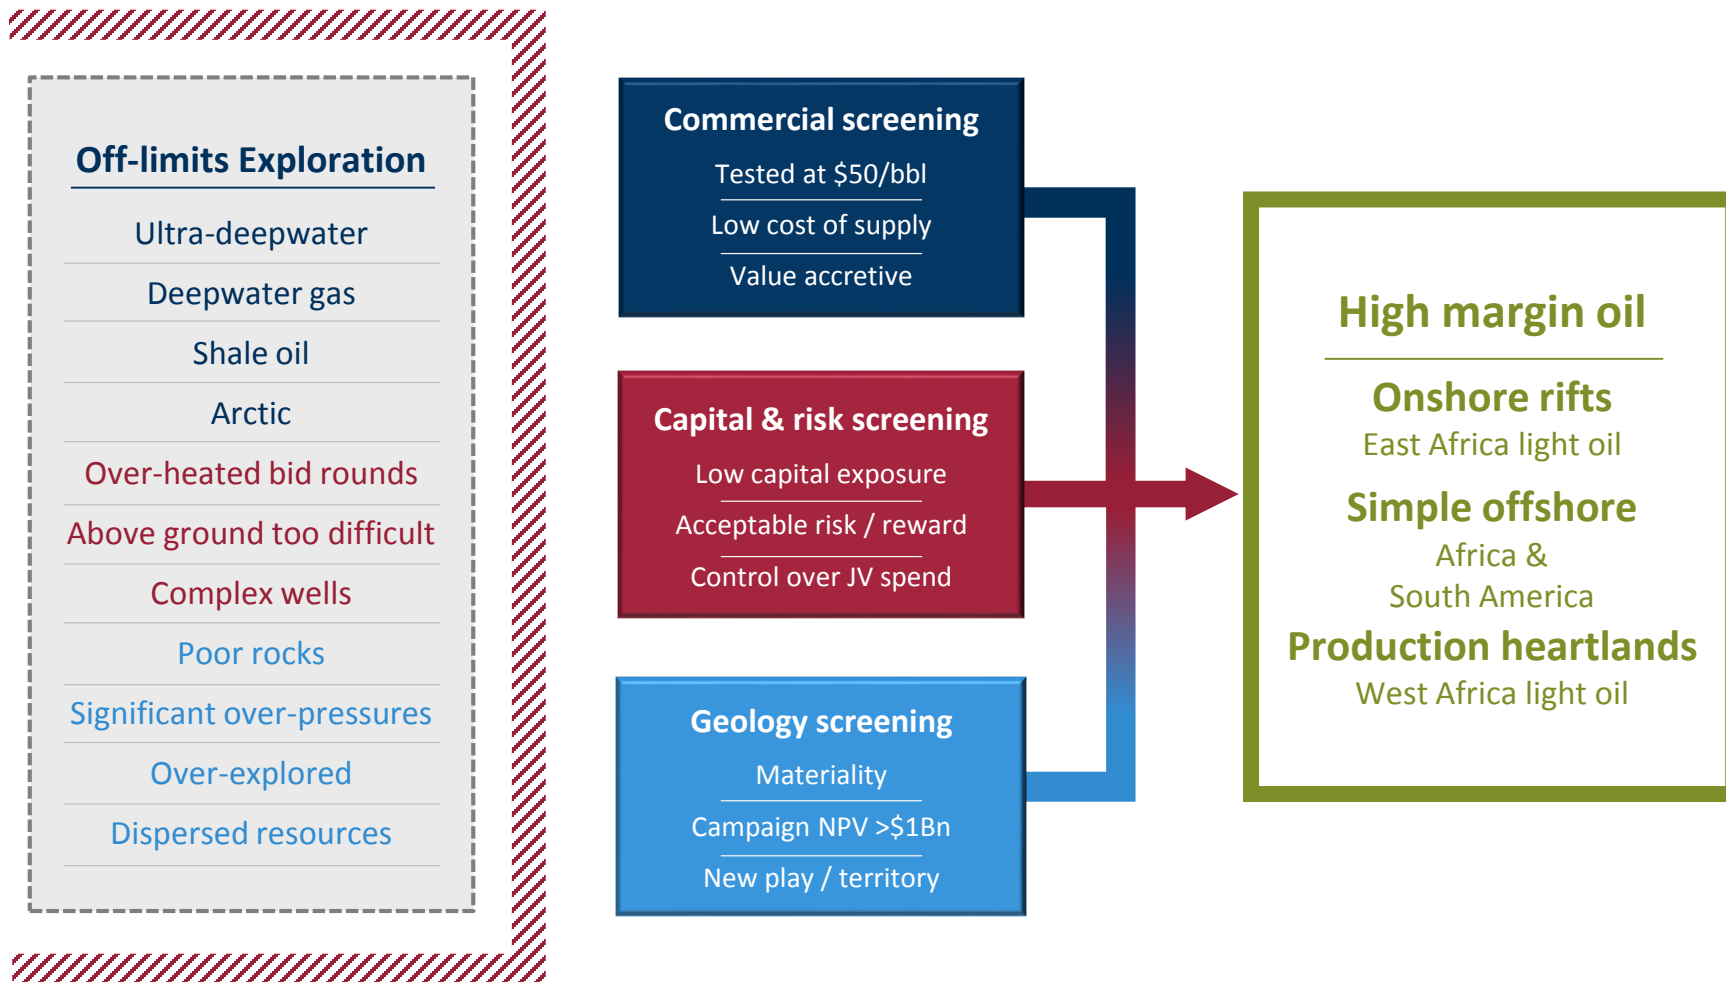 Off-limits Exploration
Ultra-deepwater
Deepwater gas
Shale oil
Arctic
Over-heated bid rounds
Above ground too difficult
Complex wells
Poor rocks
Significant over-pressures
Over-explored
Dispersed resources
Commercial screening
Tested at $50/bbl
Low cost of supply
Value accretive
Capital & risk screening
Low capital exposure
Acceptable risk / reward
Control over JV spend
Geology screening
Materiality
Campaign NPV >$1Bn
New play / territory
High margin oil
Onshore rifts
East Africa light oil
Simple offshore
Africa &
South America
Production heartlands
West Africa light oil